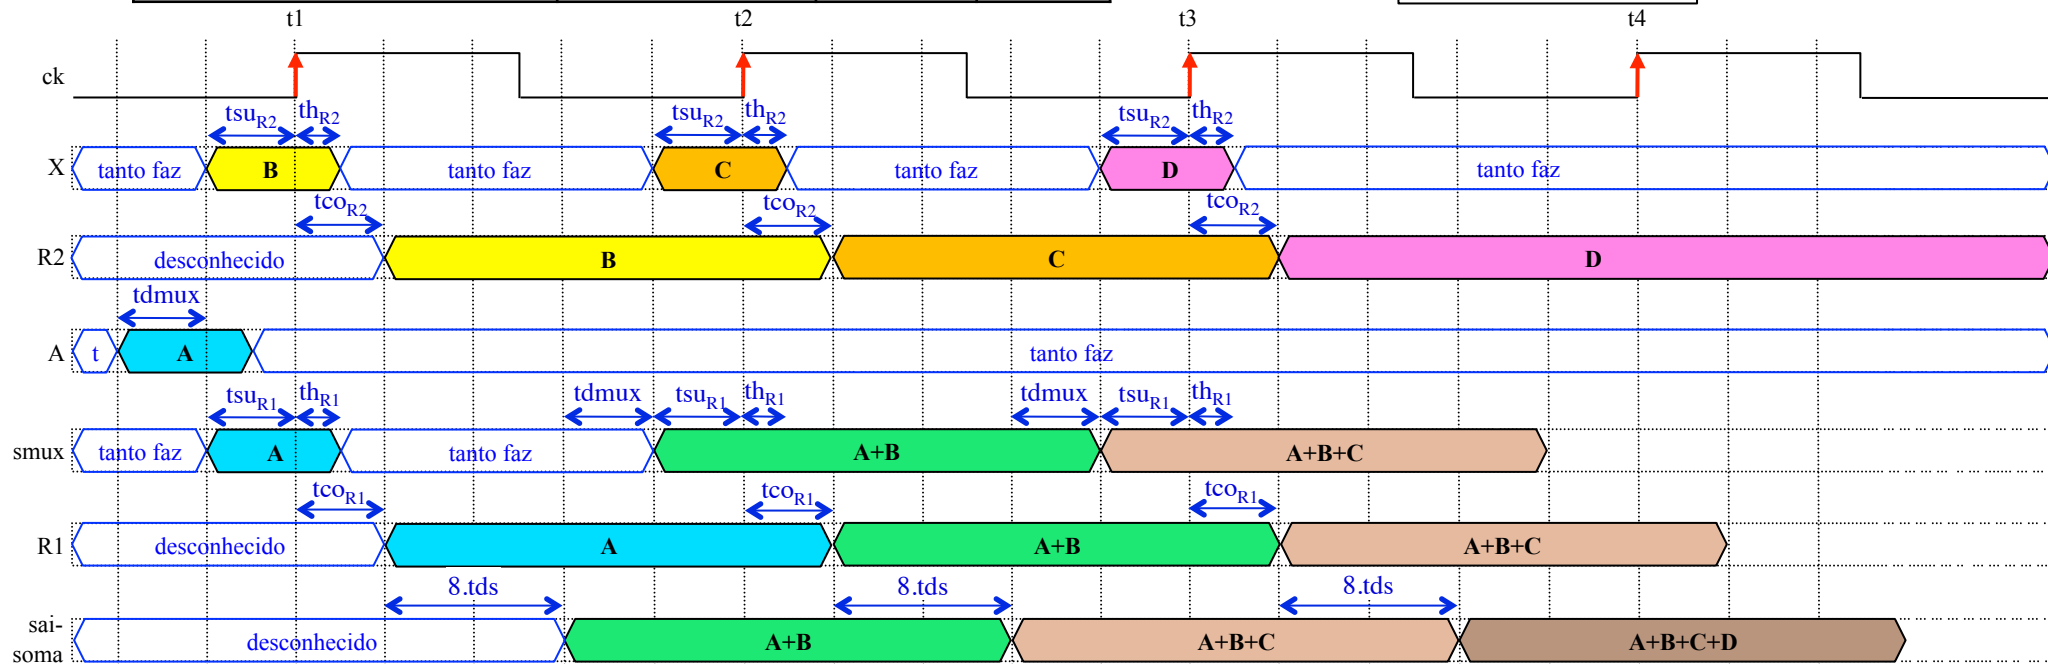 t1 t2 t3 t4
ck
tsuR2 thR2 tsuR2 thR2 tsuR2 thR2
X tanto faz B tanto faz C tanto faz D tanto faz
tcoR2 tcoR2 tcoR2
R2 desconhecido B C D
tdmux
A t A tanto faz
tsuR1 thR1 tdmux tsuR1 thR1 tdmux tsuR1 thR1
smux tanto faz A tanto faz A+B A+B+C
tcoR1 tcoR1 tcoR1
R1 desconhecido A A+B A+B+C
8.tds 8.tds 8.tds
sai-
soma desconhecido A+B A+B+C A+B+C+D